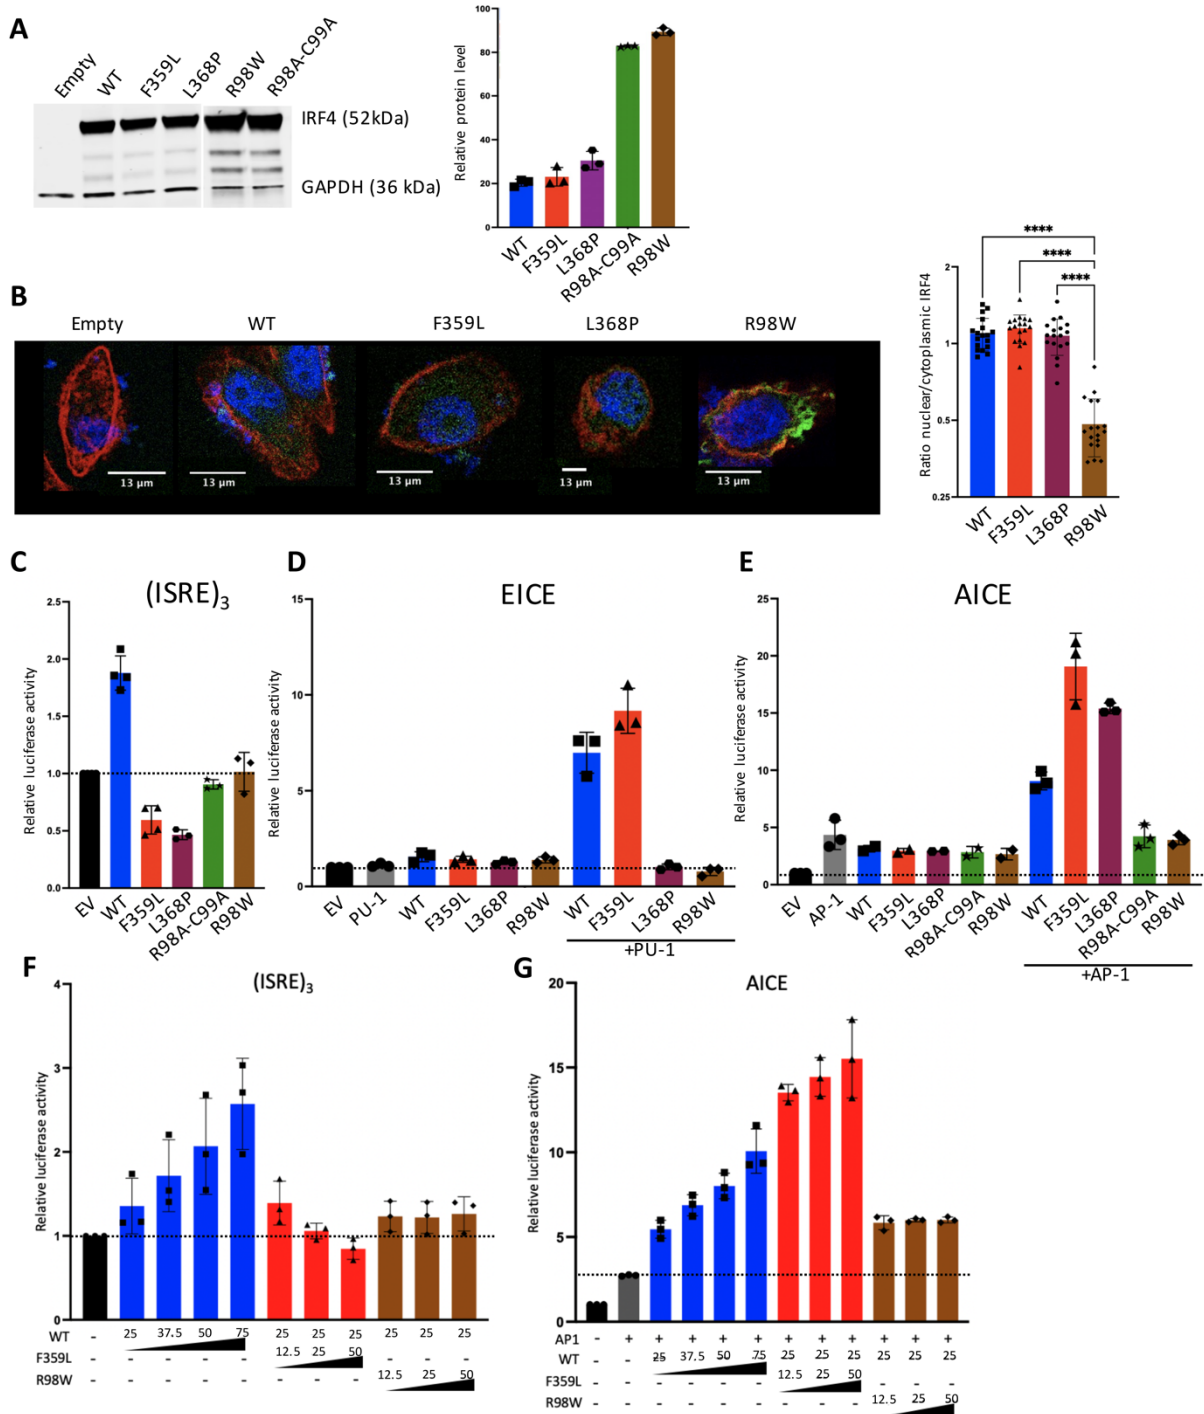 A
Empty
WT
F359L
L368P
R98W
R98A-C99A
IRF4 (52kDa)
GAPDH (36 kDa)
Relative protein level
100
80
60
40
20
0
WT
F359L
L368P
R98A-C99A
R98W
B
Empty
WT
F359L
L368P
R98W
13 µm
13 µm
13 µm
13 µm
13 µm
Ratio nuclear/cytoplasmic IRF4
****
****
****
2
1
0.5
0.25
WT
F359L
L368P
R98W
C
(ISRE)3
Relative luciferase activity
2.5
2.0
1.5
1.0
0.5
0.0
EV
WT
F359L
L368P
R98A-C99A
R98W
D
EICE
Relative luciferase activity
15
10
5
0
EV
PU-1
WT
F359L
L368P
R98W
WT
F359L
L368P
R98W
+PU-1
E
AICE
Relative luciferase activity
25
20
15
10
5
0
EV
AP-1
WT
F359L
L368P
R98A-C99A
R98W
WT
F359L
L368P
R98A-C99A
R98W
+AP-1
F
(ISRE)3
Relative luciferase activity
4
3
2
1
0
WT - 25 37.5 50 75 25 25 25 25 25 25
F359L - - - - - 12.5 25 50 - - -
R98W - - - - - - - - 12.5 25 50
G
AICE
Relative luciferase activity
20
15
10
5
0
AP1 - + + + + + + + + + + +
WT - - 25 37.5 50 75 25 25 25 25 25 25
F359L - - - - - - 12.5 25 50 - - -
R98W - - - - - - - - - 12.5 25 50